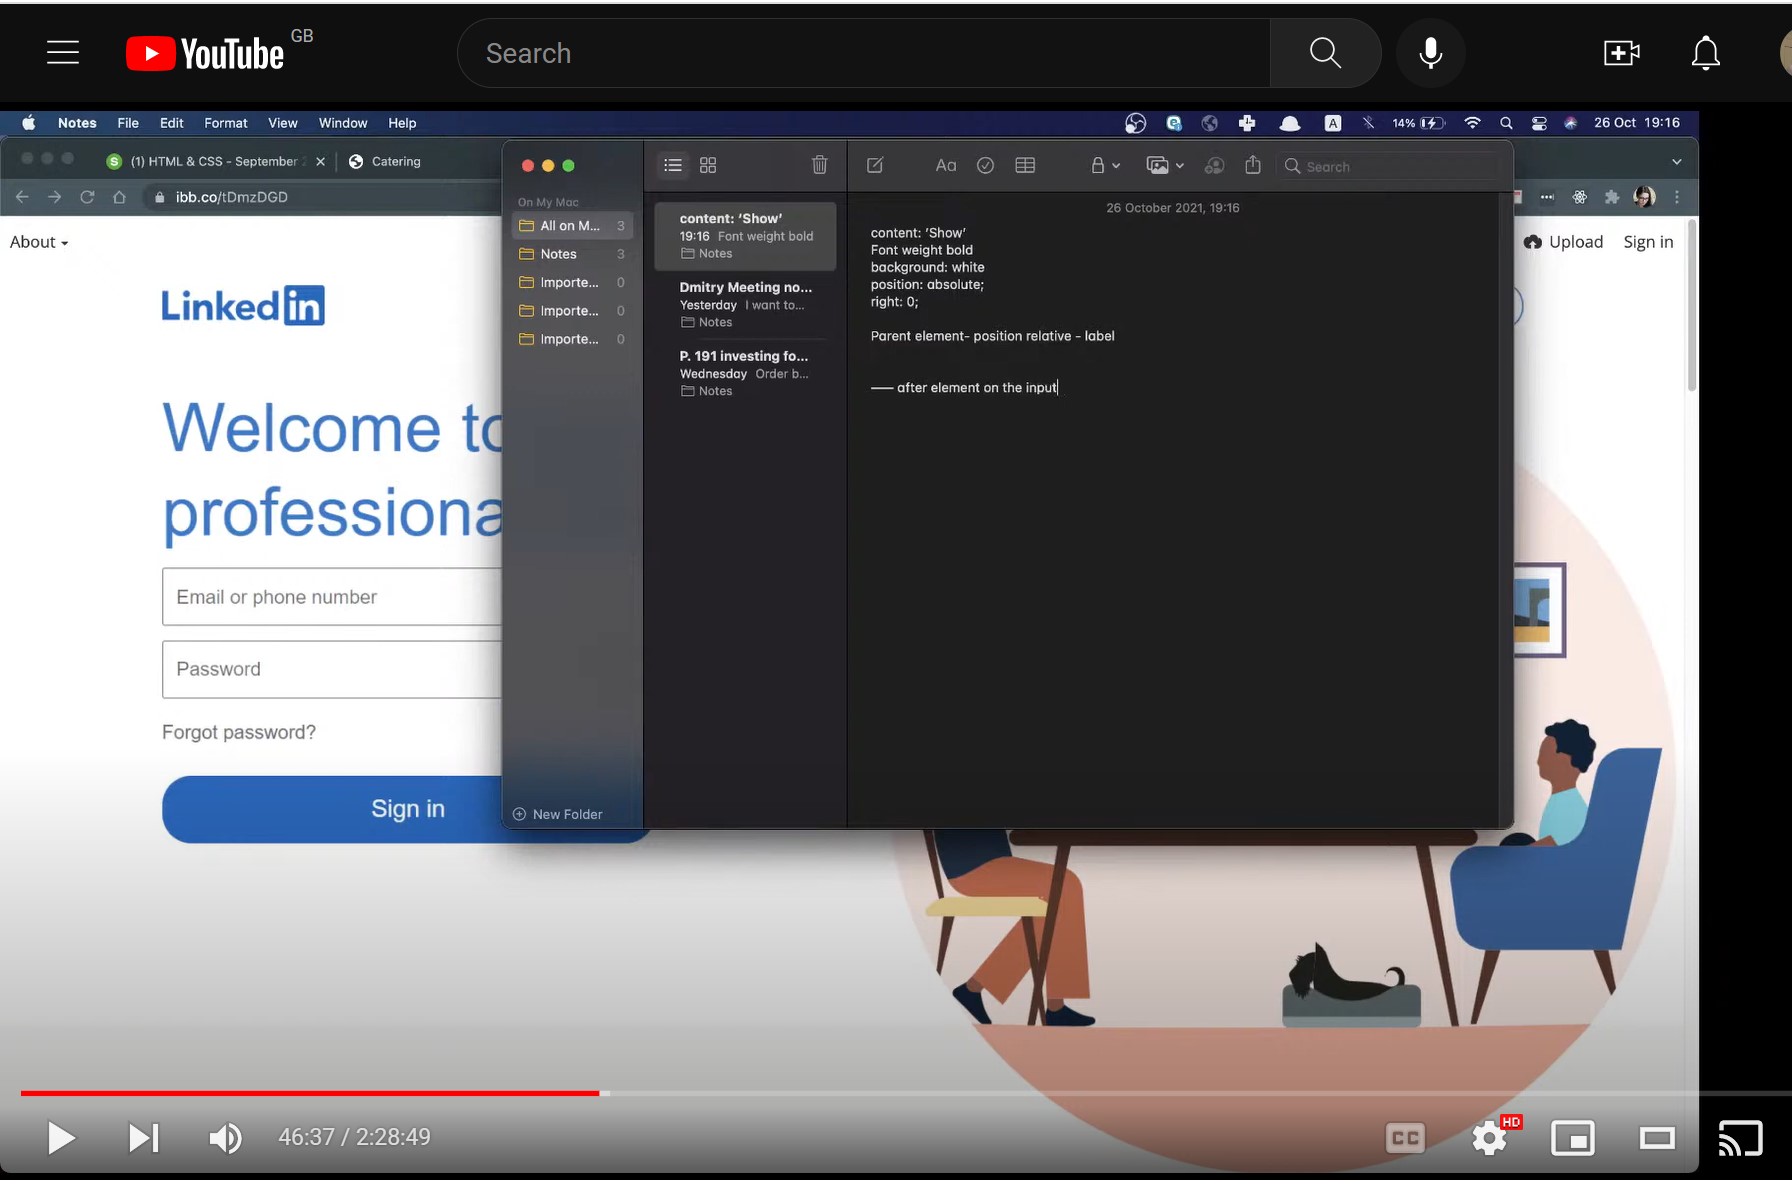 YouTube GB
Search
Notes File Edit Format View Window Help
A
14%
26 Oct 19:16
S (1) HTML & CSS - September
Catering
ibb.co/tDmzDGD
About
Upload Sign in
Linked in
Welcome to
professiona
Email or phone number
Password
Forgot password?
Sign in
On My Mac
All on M... 3
Notes 3
Importe... 0
Importe... 0
Importe... 0
New Folder
content: 'Show'
19:16 Font weight bold
Notes
Dmitry Meeting no...
Yesterday I want to...
Notes
P. 191 investing fo...
Wednesday Order b...
Notes
Aa
Search
26 October 2021, 19:16
content: 'Show'
Font weight bold
background: white
position: absolute;
right: 0;
Parent element- position relative - label
—— after element on the input
46:37 / 2:28:49
CC
HD